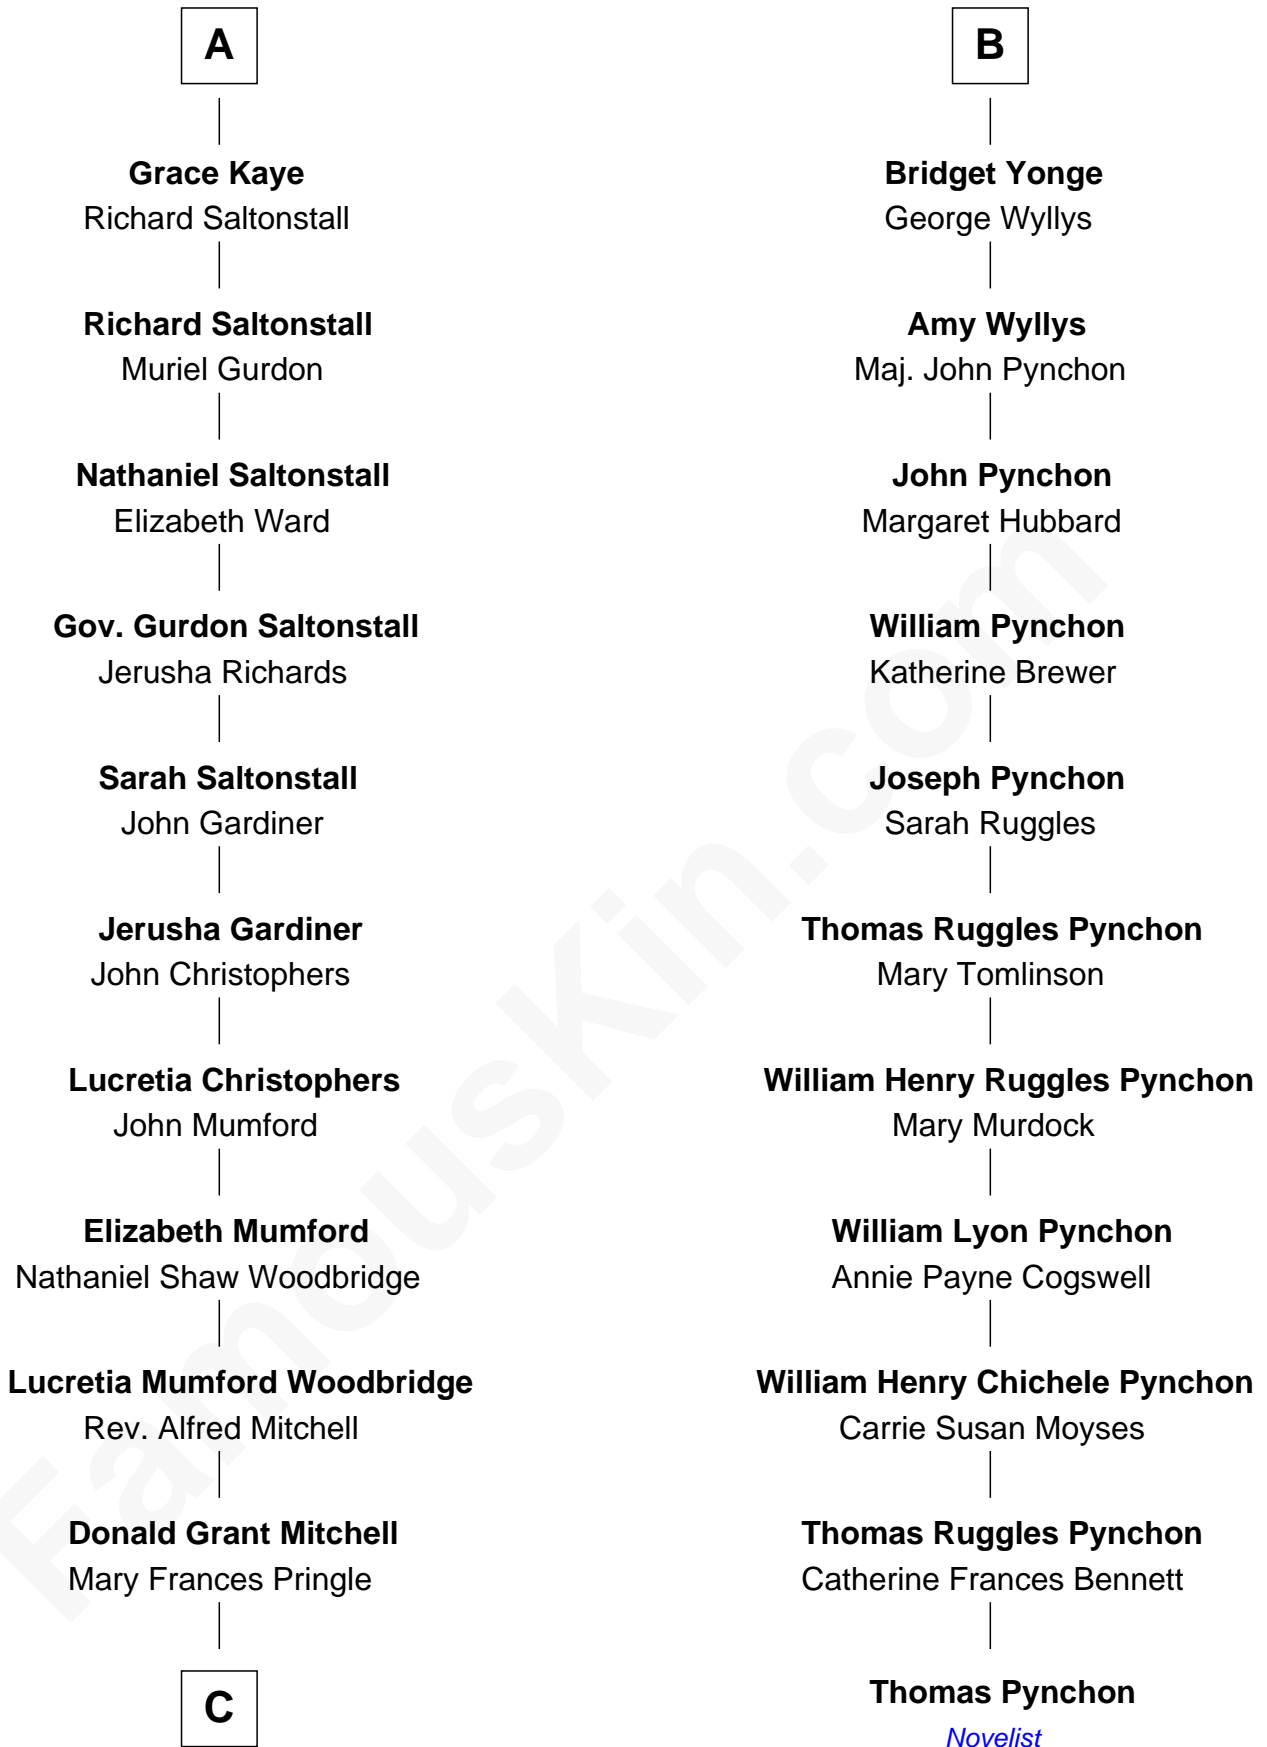 A
Grace Kaye
Richard Saltonstall
Richard Saltonstall
Muriel Gurdon
Nathaniel Saltonstall
Elizabeth Ward
Gov. Gurdon Saltonstall
Jerusha Richards
Sarah Saltonstall
John Gardiner
Jerusha Gardiner
John Christophers
Lucretia Christophers
John Mumford
Elizabeth Mumford
Nathaniel Shaw Woodbridge
Lucretia Mumford Woodbridge
Rev. Alfred Mitchell
Donald Grant Mitchell
Mary Frances Pringle
C
B
Bridget Yonge
George Wyllys
Amy Wyllys
Maj. John Pynchon
John Pynchon
Margaret Hubbard
William Pynchon
Katherine Brewer
Joseph Pynchon
Sarah Ruggles
Thomas Ruggles Pynchon
Mary Tomlinson
William Henry Ruggles Pynchon
Mary Murdock
William Lyon Pynchon
Annie Payne Cogswell
William Henry Chichele Pynchon
Carrie Susan Moyses
Thomas Ruggles Pynchon
Catherine Frances Bennett
Thomas Pynchon
Novelist
FamousKin.com